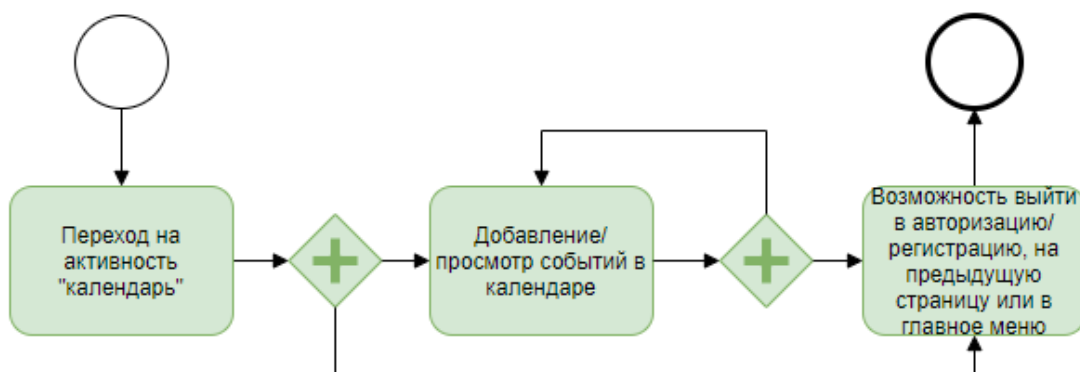 Переход на
активность
"календарь"
Добавление/
просмотр событий в
календаре
Возможность выйти
в авторизацию/
регистрацию, на
предыдущую
страницу или в
главное меню